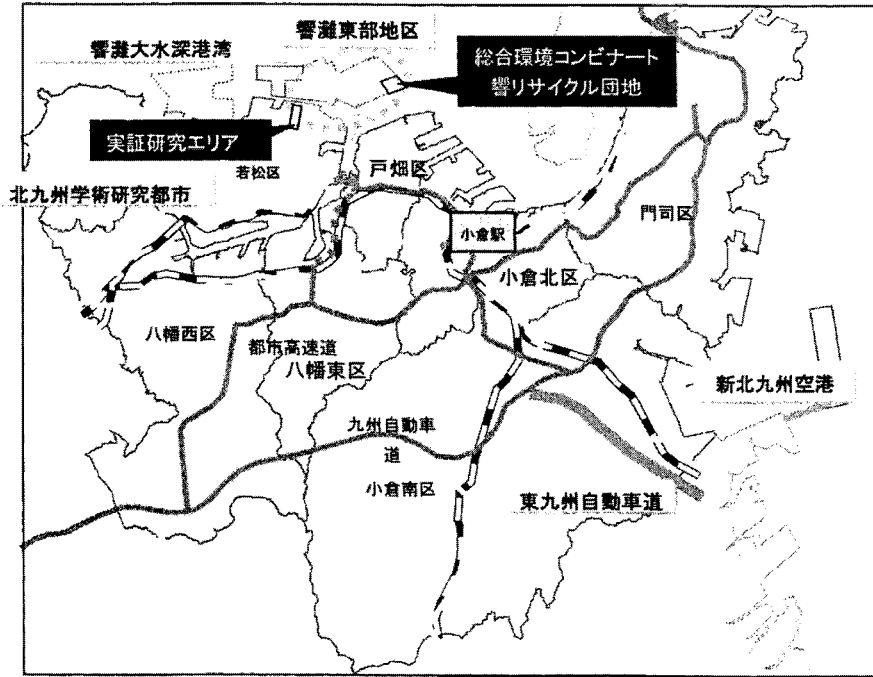 響灘東部地区
響灘大水深港湾
総合環境コンビナート
響リサイクル団地
実証研究エリア
戸畑区
若松区
北九州学術研究都市
門司区
小倉駅
小倉北区
八幡西区
都市高速道
八幡東区
新北九州空港
九州自動車
道
小倉南区
東九州自動車道